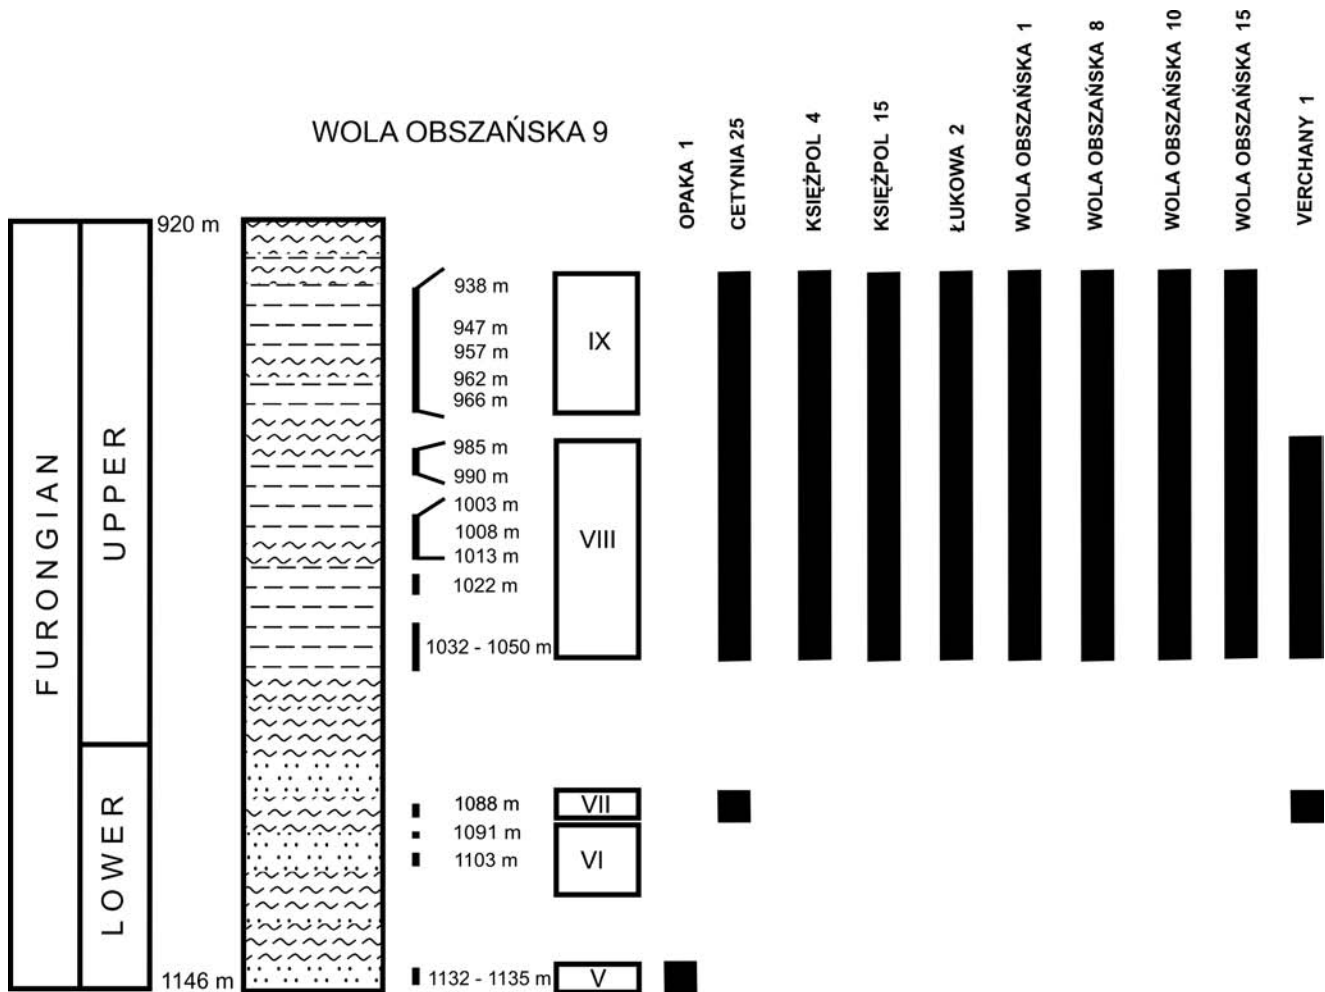 WOLA OBSZAŃSKA 9
OPAKA 1
CETYNIA 25
KSIĘŻPOL 4
KSIĘŻPOL 15
ŁUKOWA 2
WOLA OBSZAŃSKA 1
WOLA OBSZAŃSKA 8
WOLA OBSZAŃSKA 10
WOLA OBSZAŃSKA 15
VERCHANY 1
FURONGIAN
UPPER
LOWER
920 m
1146 m
938 m
947 m
957 m
962 m
966 m
985 m
990 m
1003 m
1008 m
1013 m
1022 m
1032 - 1050 m
1088 m
1091 m
1103 m
1132 - 1135 m
IX
VIII
VII
VI
V